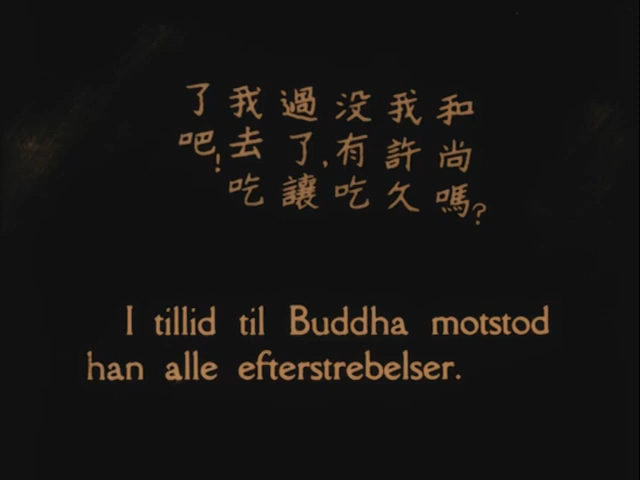 和尚嗎?
我許久
没有吃
過了,讓
我去吃
了吧!
I tillid til Buddha motstod
han alle efterstrebelser.